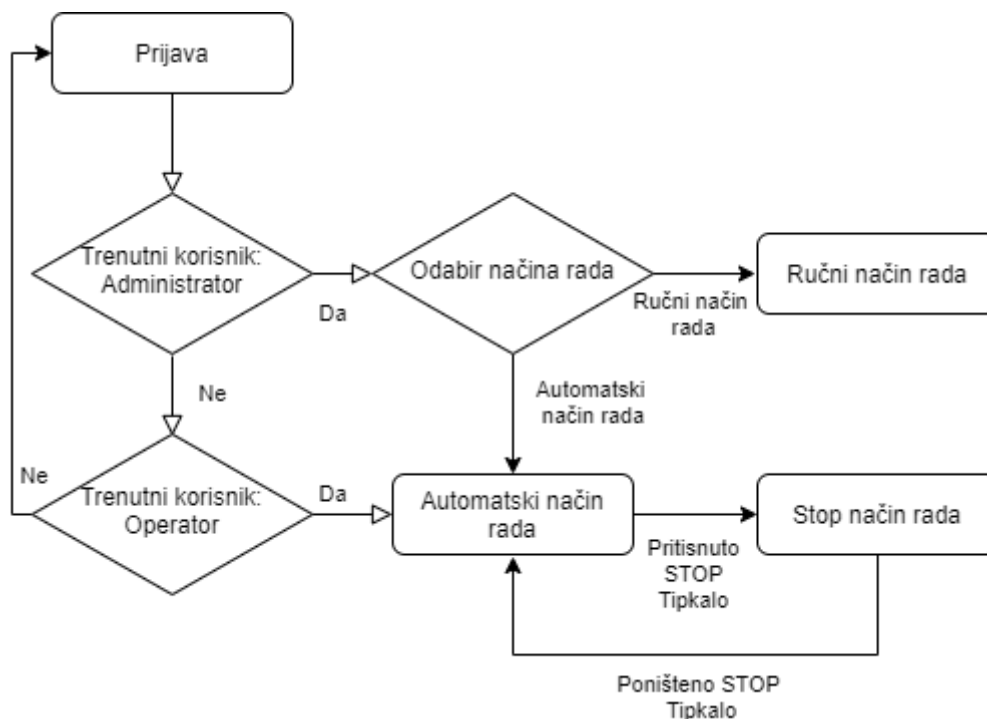 Prijava
Trenutni korisnik:
Administrator
Da
Odabir načina rada
Ručni način
rada
Ručni način rada
Ne
Automatski
način rada
Ne
Trenutni korisnik:
Operator
Da
Automatski način
rada
Pritisnuto
STOP
Tipkalo
Stop način rada
Poništeno STOP
Tipkalo